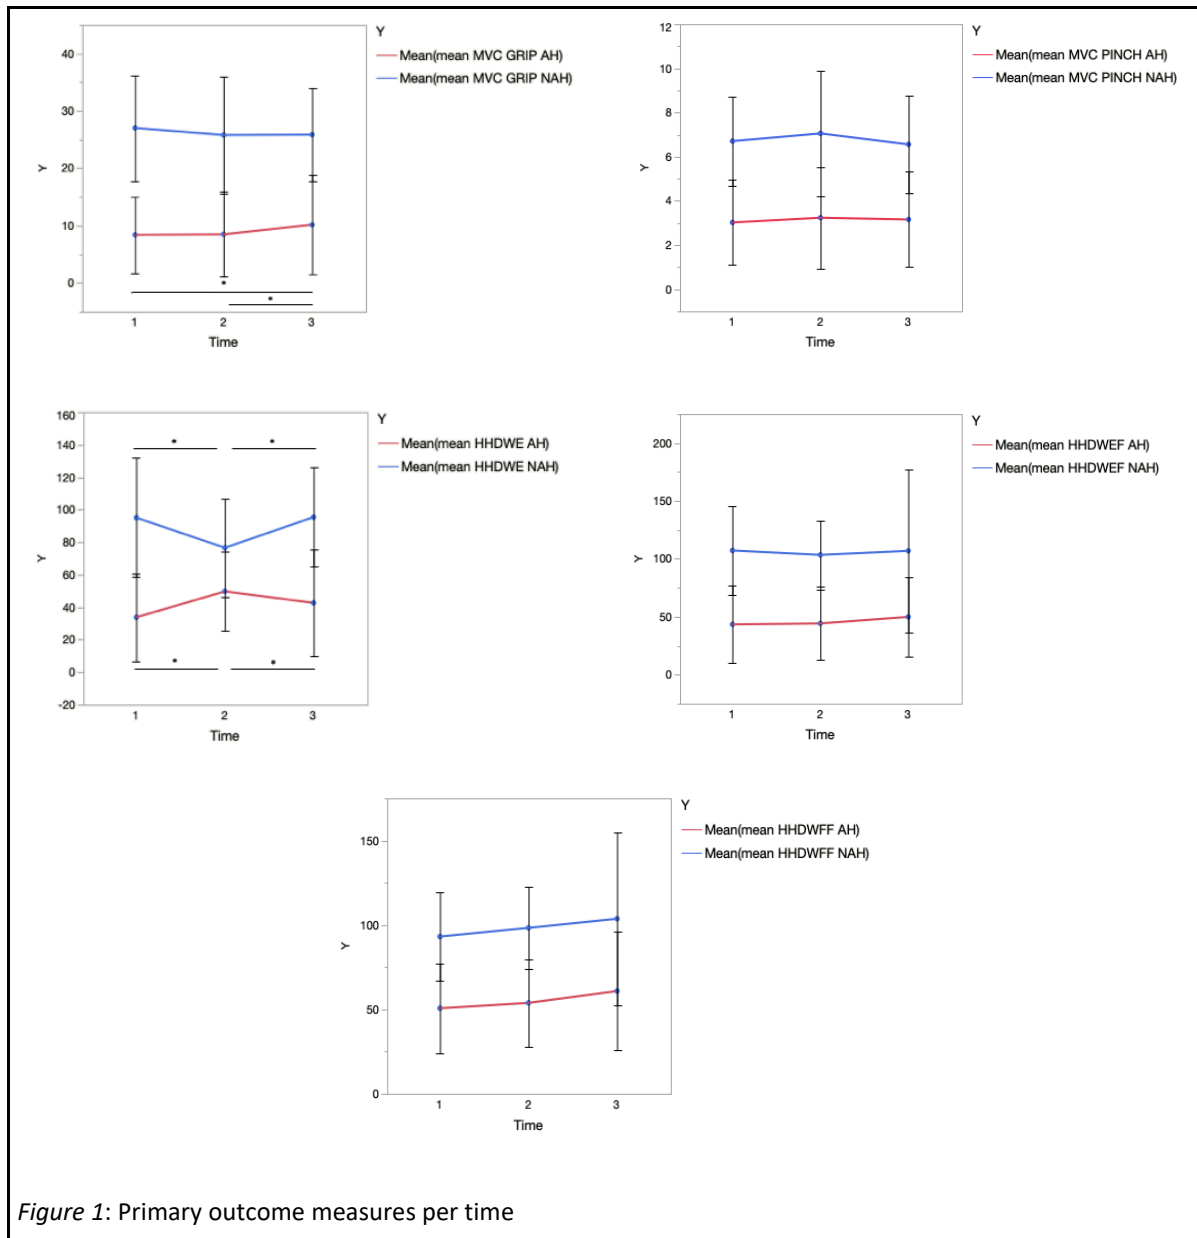 Y
Mean(mean MVC GRIP AH)
Mean(mean MVC GRIP NAH)
40
30
20
10
0
Y
*
*
1 2 3
Time
Y
Mean(mean MVC PINCH AH)
Mean(mean MVC PINCH NAH)
12
10
8
6
4
2
0
Y
1 2 3
Time
Y
Mean(mean HHDWE AH)
Mean(mean HHDWE NAH)
160
140
120
100
80
60
40
20
0
-20
Y
* *
* *
1 2 3
Time
Y
Mean(mean HHDWEF AH)
Mean(mean HHDWEF NAH)
200
150
100
50
0
Y
1 2 3
Time
Y
Mean(mean HHDWFF AH)
Mean(mean HHDWFF NAH)
150
100
50
0
Y
1 2 3
Time
Figure 1: Primary outcome measures per time